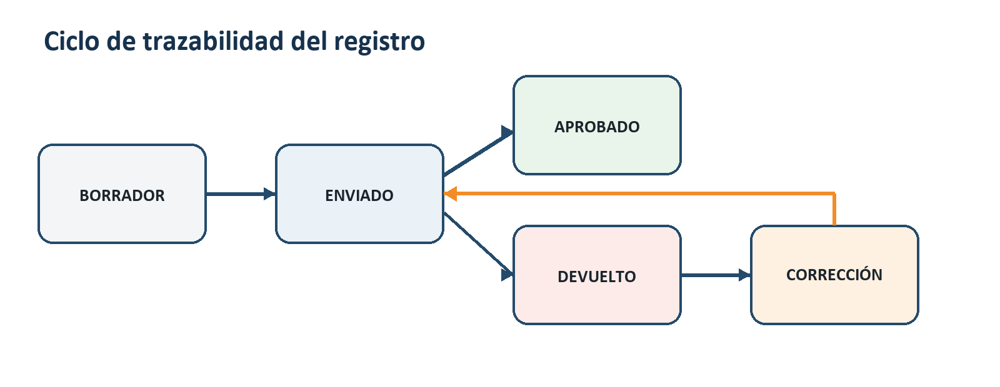 Ciclo de trazabilidad del registro
APROBADO
BORRADOR
ENVIADO
DEVUELTO
CORRECCIÓN